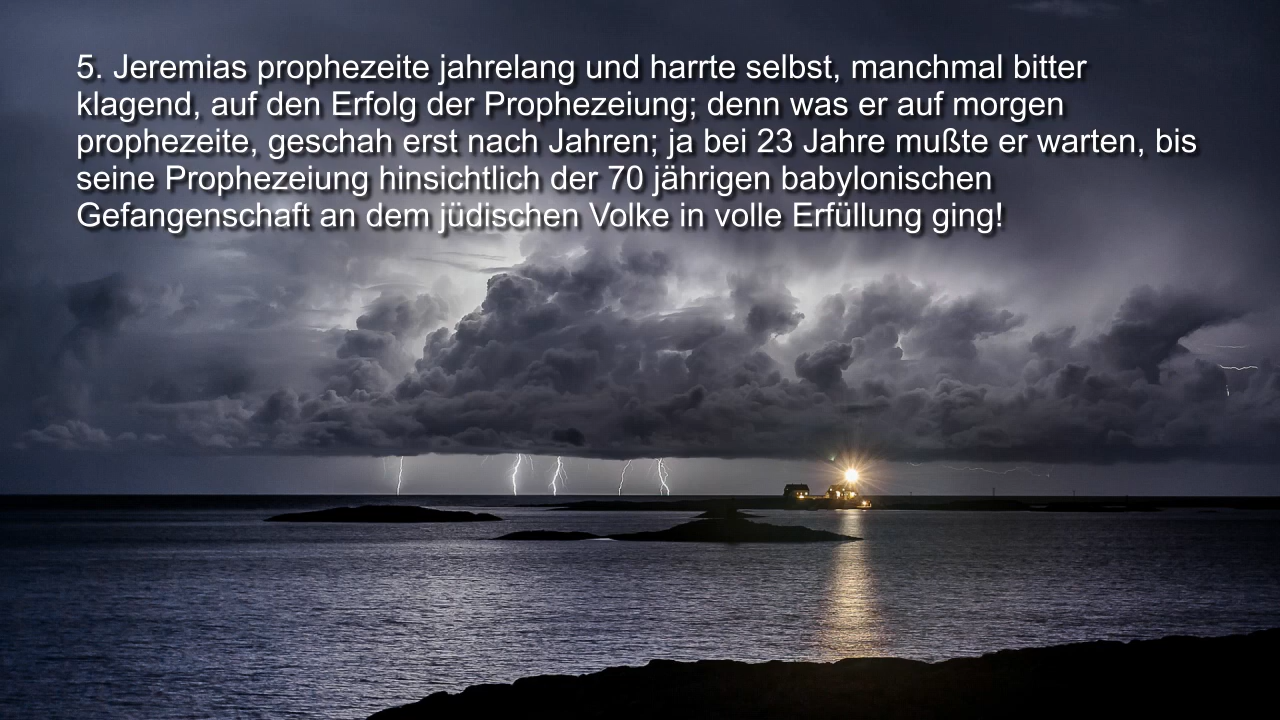 5. Jeremias prophezeite jahrelang und harrte selbst, manchmal bitter
klagend, auf den Erfolg der Prophezeiung; denn was er auf morgen
prophezeite, geschah erst nach Jahren; ja bei 23 Jahre mußte er warten, bis
seine Prophezeiung hinsichtlich der 70 jährigen babylonischen
Gefangenschaft an dem jüdischen Volke in volle Erfüllung ging!